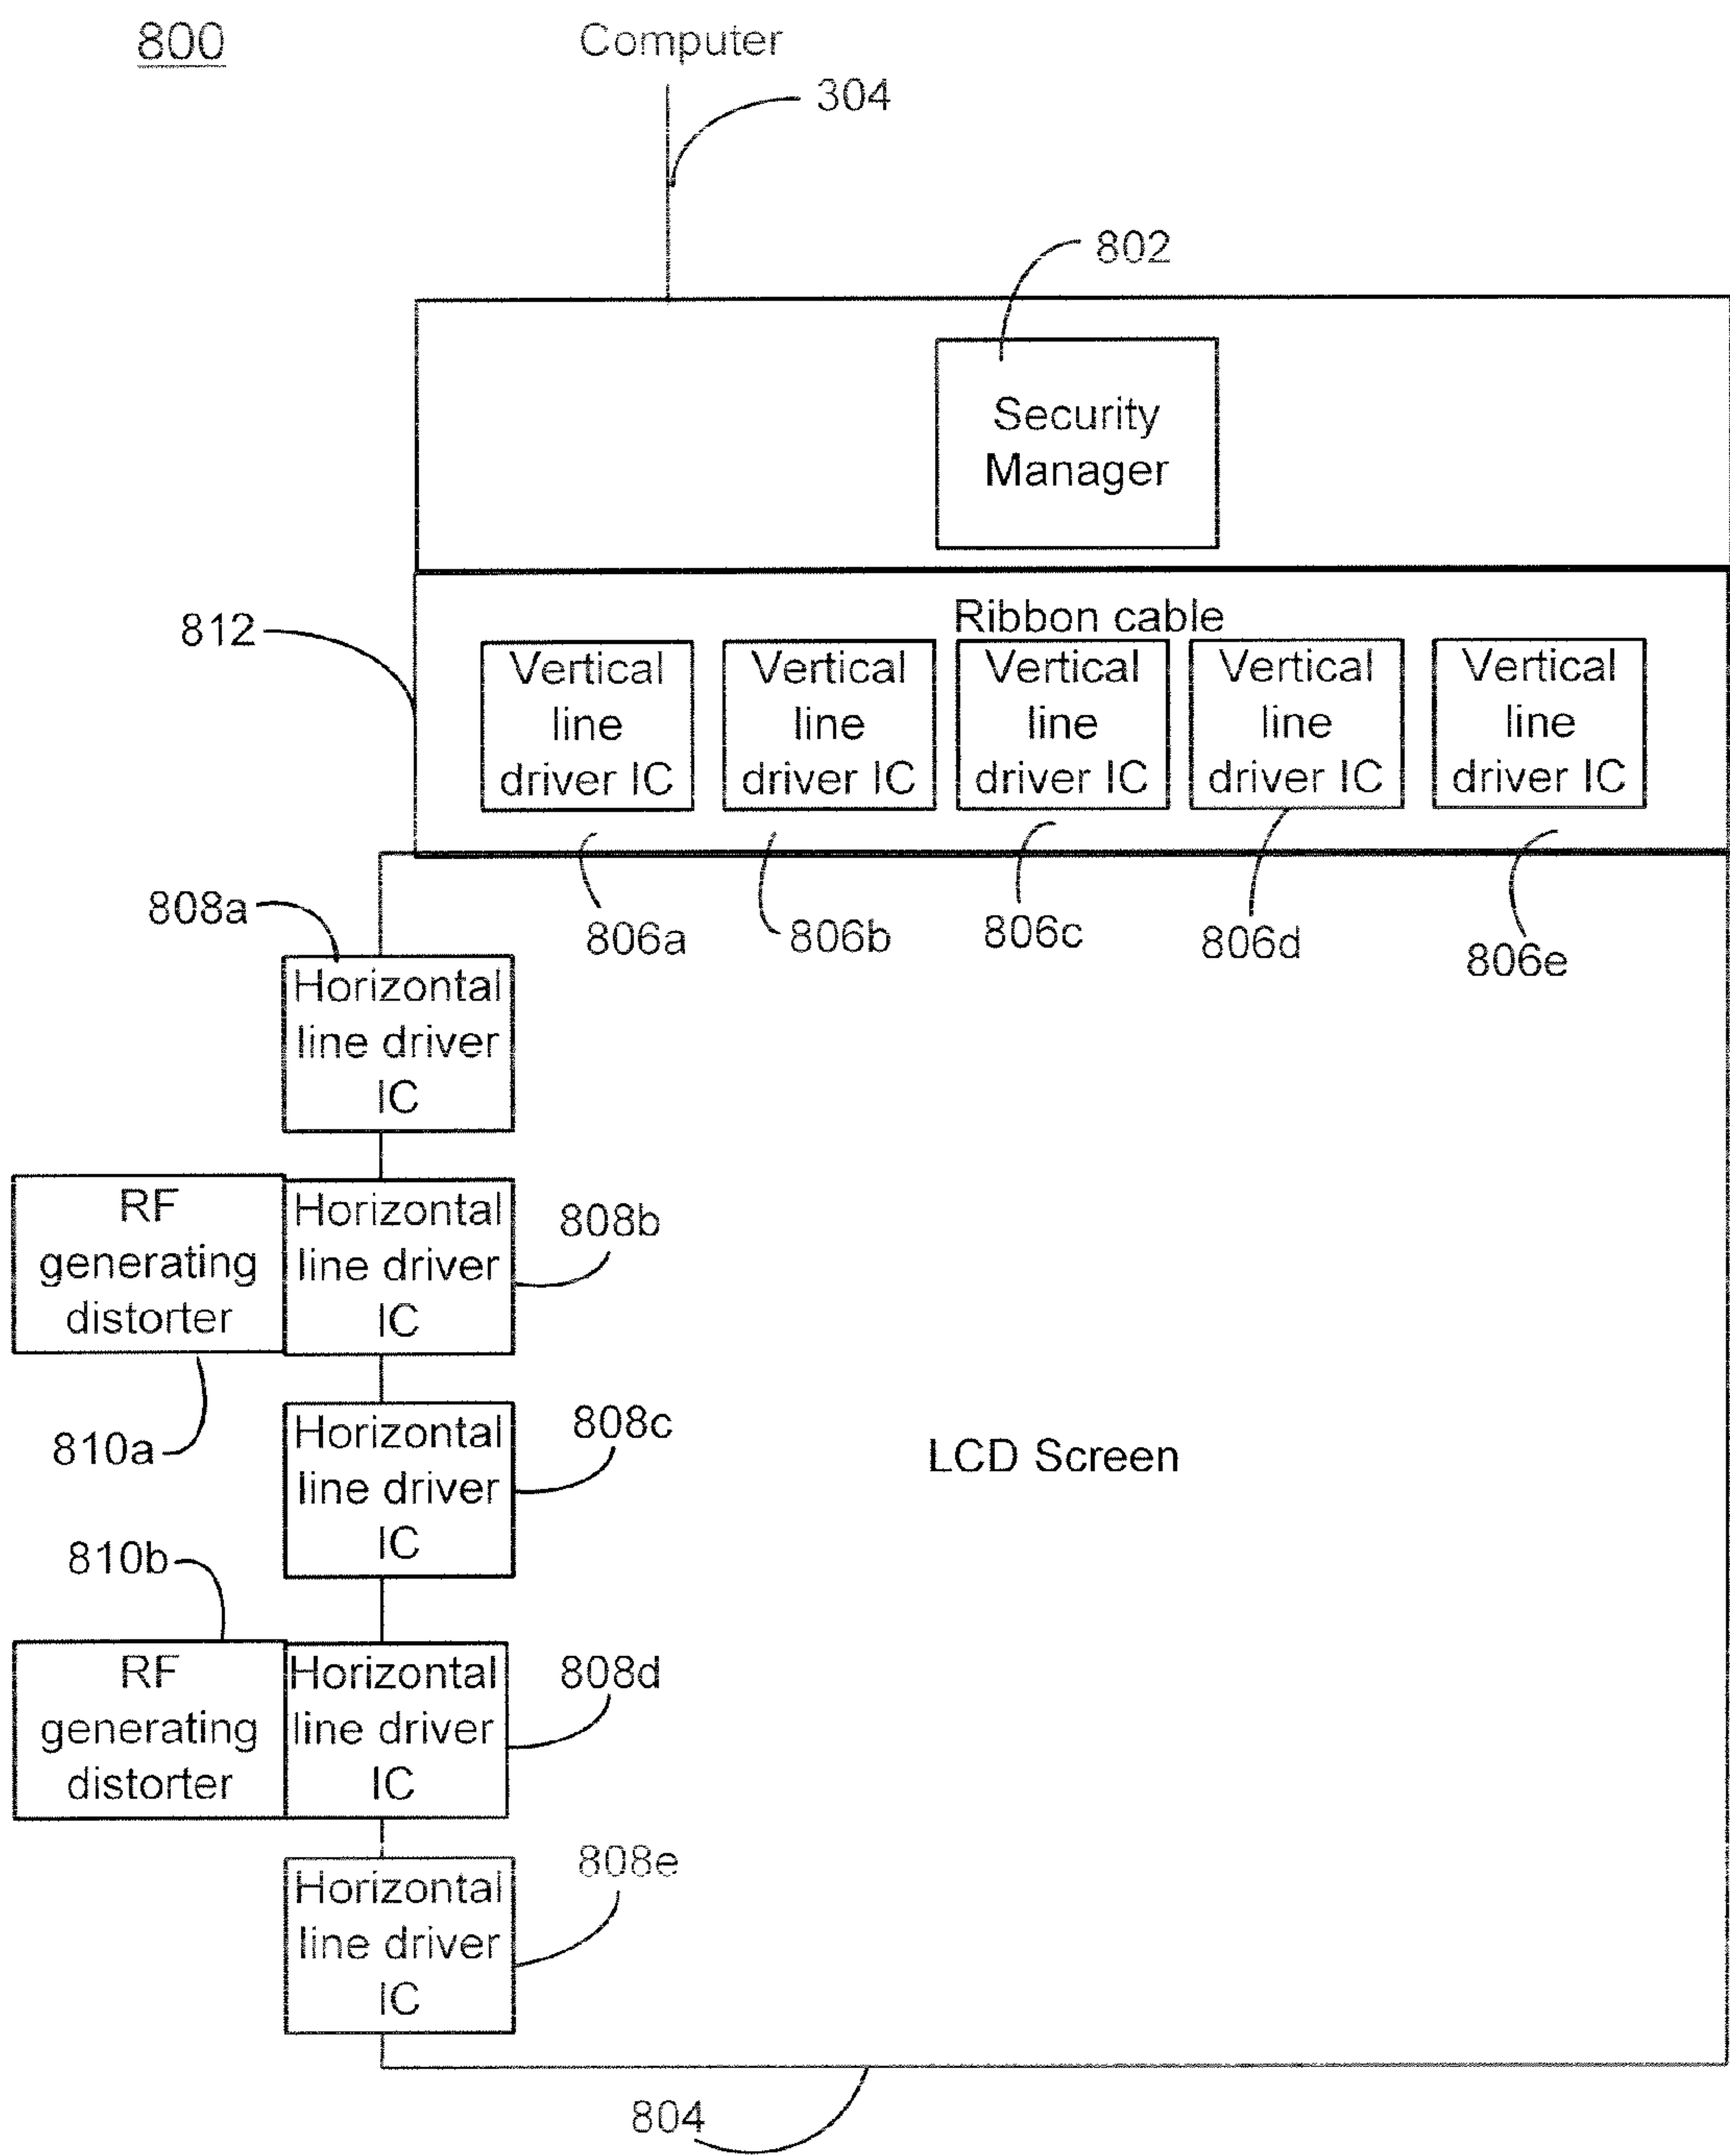 800
Computer
304
802
Security
Manager
812
Ribbon cable
Vertical
line
driver IC
Vertical
line
driver IC
Vertical
line
driver IC
Vertical
line
driver IC
Vertical
line
driver IC
806a
806b
806c
806d
806e
808a
Horizontal
line driver
IC
RF
generating
distorter
Horizontal
line driver
IC
808b
810a
Horizontal
line driver
IC
808c
LCD Screen
810b
RF
generating
distorter
Horizontal
line driver
IC
808d
Horizontal
line driver
IC
808e
804